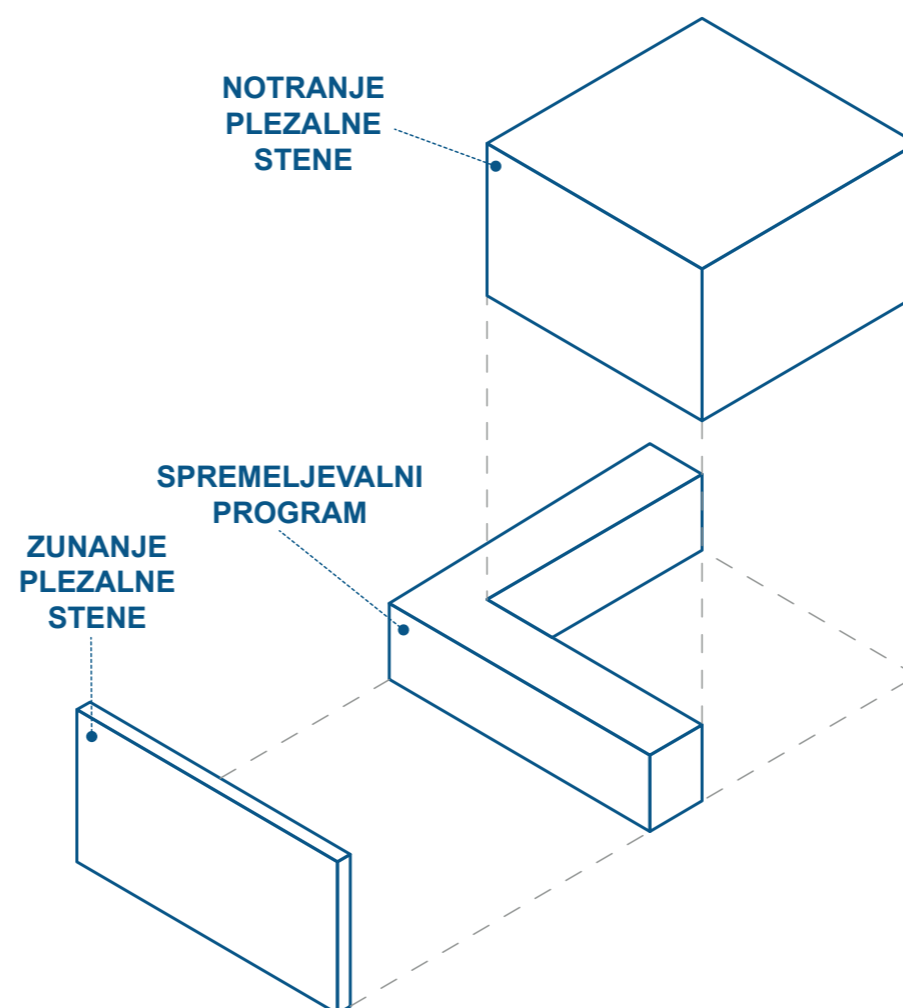 NOTRANJE
PLEZALNE
STENE
SPREMELJEVALNI
PROGRAM
ZUNANJE
PLEZALNE
STENE